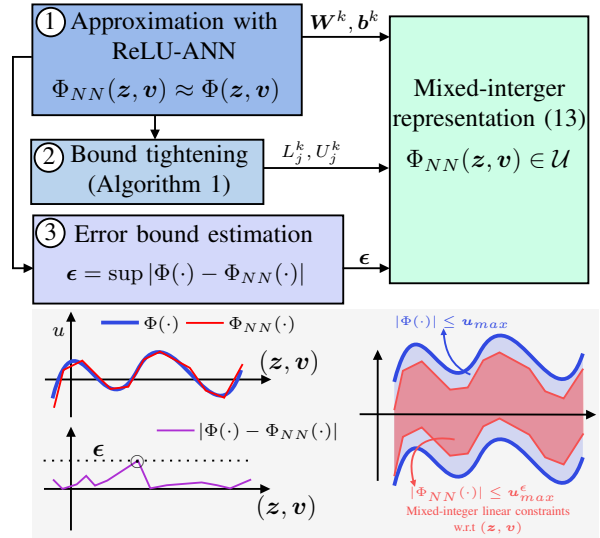 1 Approximation with
ReLU-ANN
Φ_NN(z, v) ≈ Φ(z, v)
W^k, b^k
2 Bound tightening
(Algorithm 1)
L_j^k, U_j^k
3 Error bound estimation
ϵ = sup |Φ(·) − Φ_NN(·)|
ϵ
Mixed-interger
representation (13)
Φ_NN(z, v) ∈ 𝒰
u
Φ(·)
Φ_NN(·)
(z, v)
|Φ(·) − Φ_NN(·)|
ϵ
(z, v)
|Φ(·)| ≤ u_max
|Φ_NN(·)| ≤ u_max^ϵ
Mixed-integer linear constraints
w.r.t (z, v)